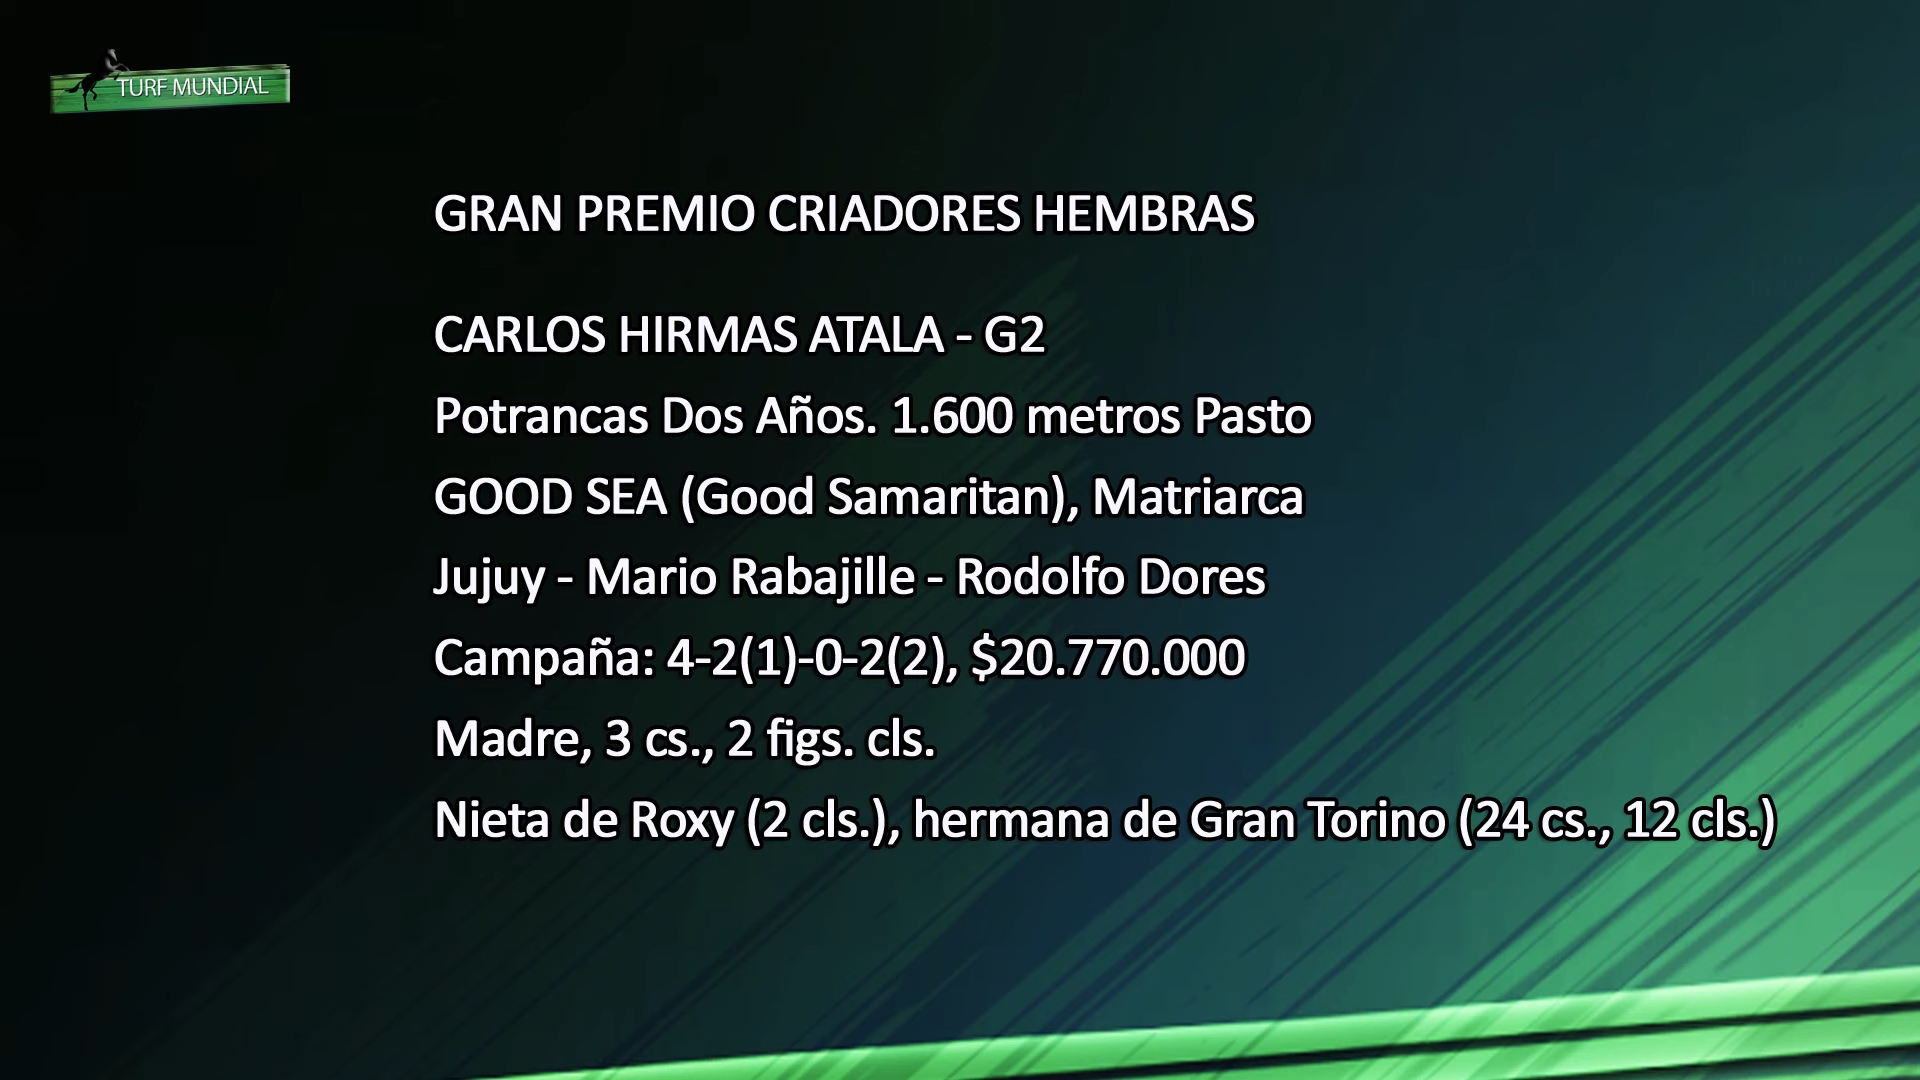 TURF MUNDIAL
GRAN PREMIO CRIADORES HEMBRAS
CARLOS HIRMAS ATALA - G2
Potrancas Dos Años. 1.600 metros Pasto
GOOD SEA (Good Samaritan), Matriarca
Jujuy - Mario Rabajille - Rodolfo Dores
Campaña: 4-2(1)-0-2(2), $20.770.000
Madre, 3 cs., 2 figs. cls.
Nieta de Roxy (2 cls.), hermana de Gran Torino (24 cs., 12 cls.)